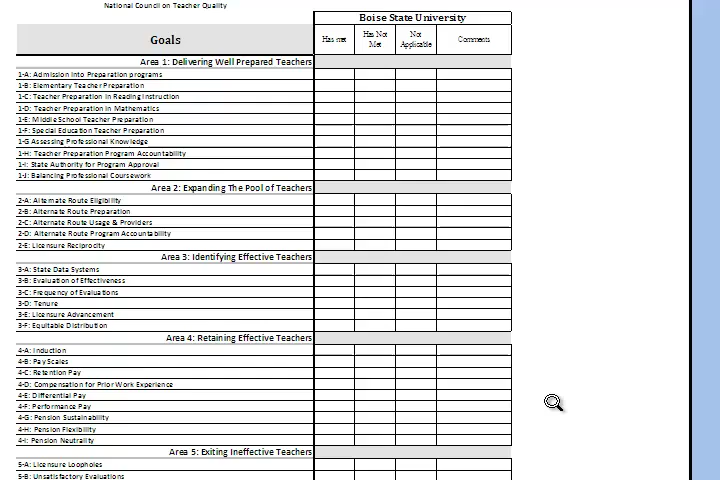 National Council on Teacher Quality
Boise State University
Goals
Has met
Has Not Met
Not Applicable
Comments
Area 1: Delivering Well Prepared Teachers
1-A: Admission into Preparation programs
1-B: Elementary Teacher Preparation
1-C: Teacher Preparation in Reading Instruction
1-D: Teacher Preparation in Mathematics
1-E: Middle School Teacher Preparation
1-F: Special Education Teacher Preparation
1-G Assessing Professional Knowledge
1-H: Teacher Preparation Program Accountability
1-I: State Authority for Program Approval
1-J: Balancing Professional Coursework
Area 2: Expanding The Pool of Teachers
2-A: Alternate Route Eligibility
2-B: Alternate Route Preparation
2-C: Alternate Route Usage & Providers
2-D: Alternate Route Program Accountability
2-E: Licensure Reciprocity
Area 3: Identifying Effective Teachers
3-A: State Data Systems
3-B: Evaluation of Effectiveness
3-C: Frequency of Evaluations
3-D: Tenure
3-E: Licensure Advancement
3-F: Equitable Distribution
Area 4: Retaining Effective Teachers
4-A: Induction
4-B: Pay Scales
4-C: Retention Pay
4-D: Compensation for Prior Work Experience
4-E: Differential Pay
4-F: Performance Pay
4-G: Pension Sustainability
4-H: Pension Flexibility
4-I: Pension Neutrality
Area 5: Exiting Ineffective Teachers
5-A: Licensure Loopholes
5-B: Unsatisfactory Evaluations